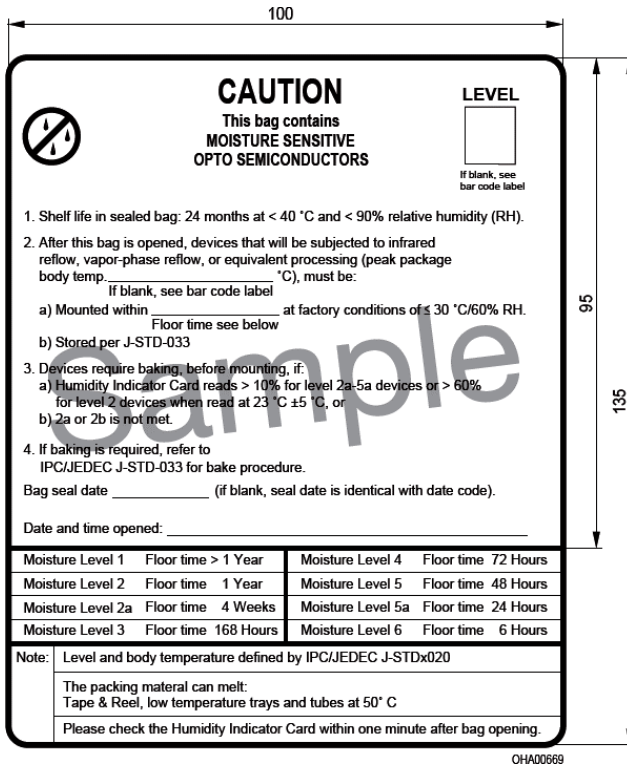 100
CAUTION
This bag contains
MOISTURE SENSITIVE
OPTO SEMICONDUCTORS
LEVEL
If blank, see
bar code label
1. Shelf life in sealed bag: 24 months at < 40 ˚C and < 90% relative humidity (RH).
2. After this bag is opened, devices that will be subjected to infrared
reflow, vapor-phase reflow, or equivalent processing (peak package
body temp.____________________ ˚C), must be:
If blank, see bar code label
a) Mounted within ____________________ at factory conditions of ≤ 30 ˚C/60% RH.
Floor time see below
b) Stored per J-STD-033
3. Devices require baking, before mounting, if:
a) Humidity Indicator Card reads > 10% for level 2a-5a devices or > 60%
for level 2 devices when read at 23 ˚C ±5 ˚C, or
b) 2a or 2b is not met.
4. If baking is required, refer to
IPC/JEDEC J-STD-033 for bake procedure.
Bag seal date ____________ (if blank, seal date is identical with date code).
Date and time opened: ____________________
Sample
95
135
Moisture Level 1 Floor time > 1 Year Moisture Level 4 Floor time 72 Hours
Moisture Level 2 Floor time 1 Year Moisture Level 5 Floor time 48 Hours
Moisture Level 2a Floor time 4 Weeks Moisture Level 5a Floor time 24 Hours
Moisture Level 3 Floor time 168 Hours Moisture Level 6 Floor time 6 Hours
Note: Level and body temperature defined by IPC/JEDEC J-STDx020
The packing materal can melt:
Tape & Reel, low temperature trays and tubes at 50˚ C
Please check the Humidity Indicator Card within one minute after bag opening.
OHA00669